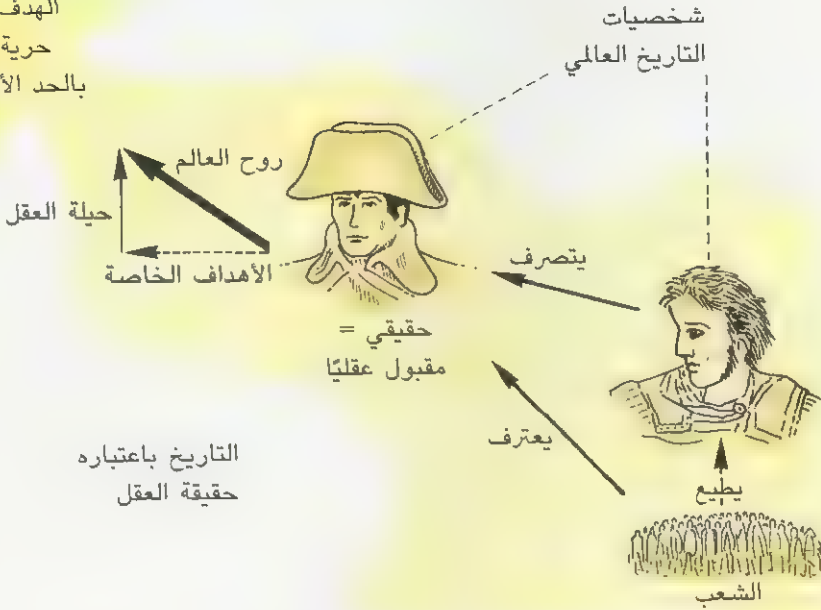 الهدف
حرية
بالحد
شخصيات
التاريخ العالمي
روح العالم
حيلة العقل
الأهداف الخاصة
يتصرف
حقيقي =
مقبول عقليًا
يعترف
التاريخ باعتباره
حقيقة العقل
يطيع
الشعب